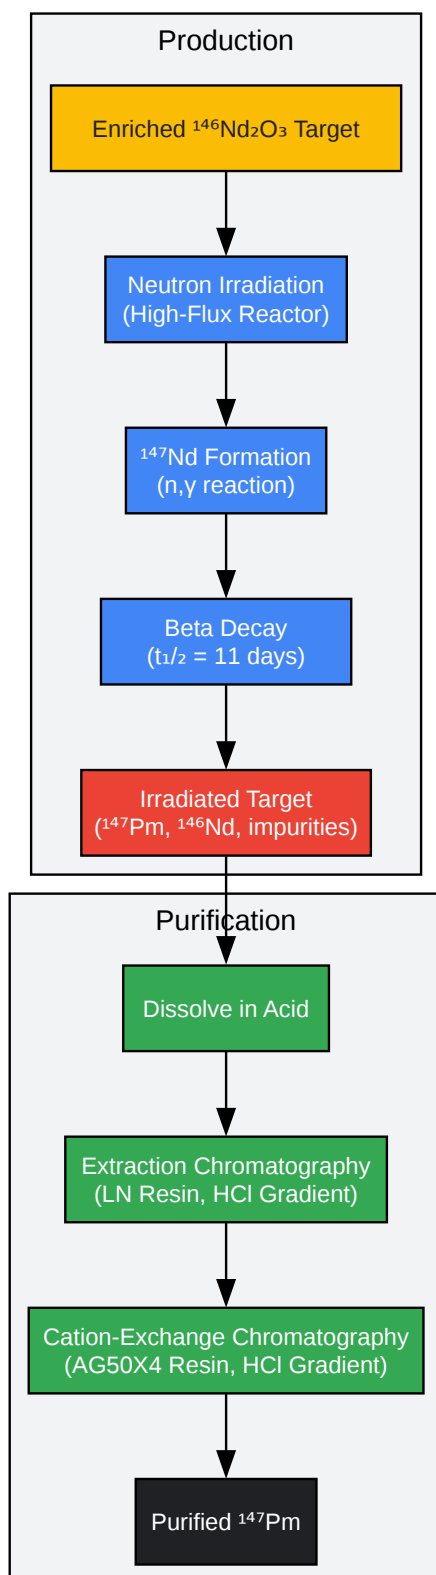 Production
Enriched ¹⁴⁶Nd₂O₃ Target
Neutron Irradiation
(High-Flux Reactor)
¹⁴⁷Nd Formation
(n,γ reaction)
Beta Decay
(t₁/₂ = 11 days)
Irradiated Target
(¹⁴⁷Pm, ¹⁴⁶Nd, impurities)
Purification
Dissolve in Acid
Extraction Chromatography
(LN Resin, HCl Gradient)
Cation-Exchange Chromatography
(AG50X4 Resin, HCl Gradient)
Purified ¹⁴⁷Pm